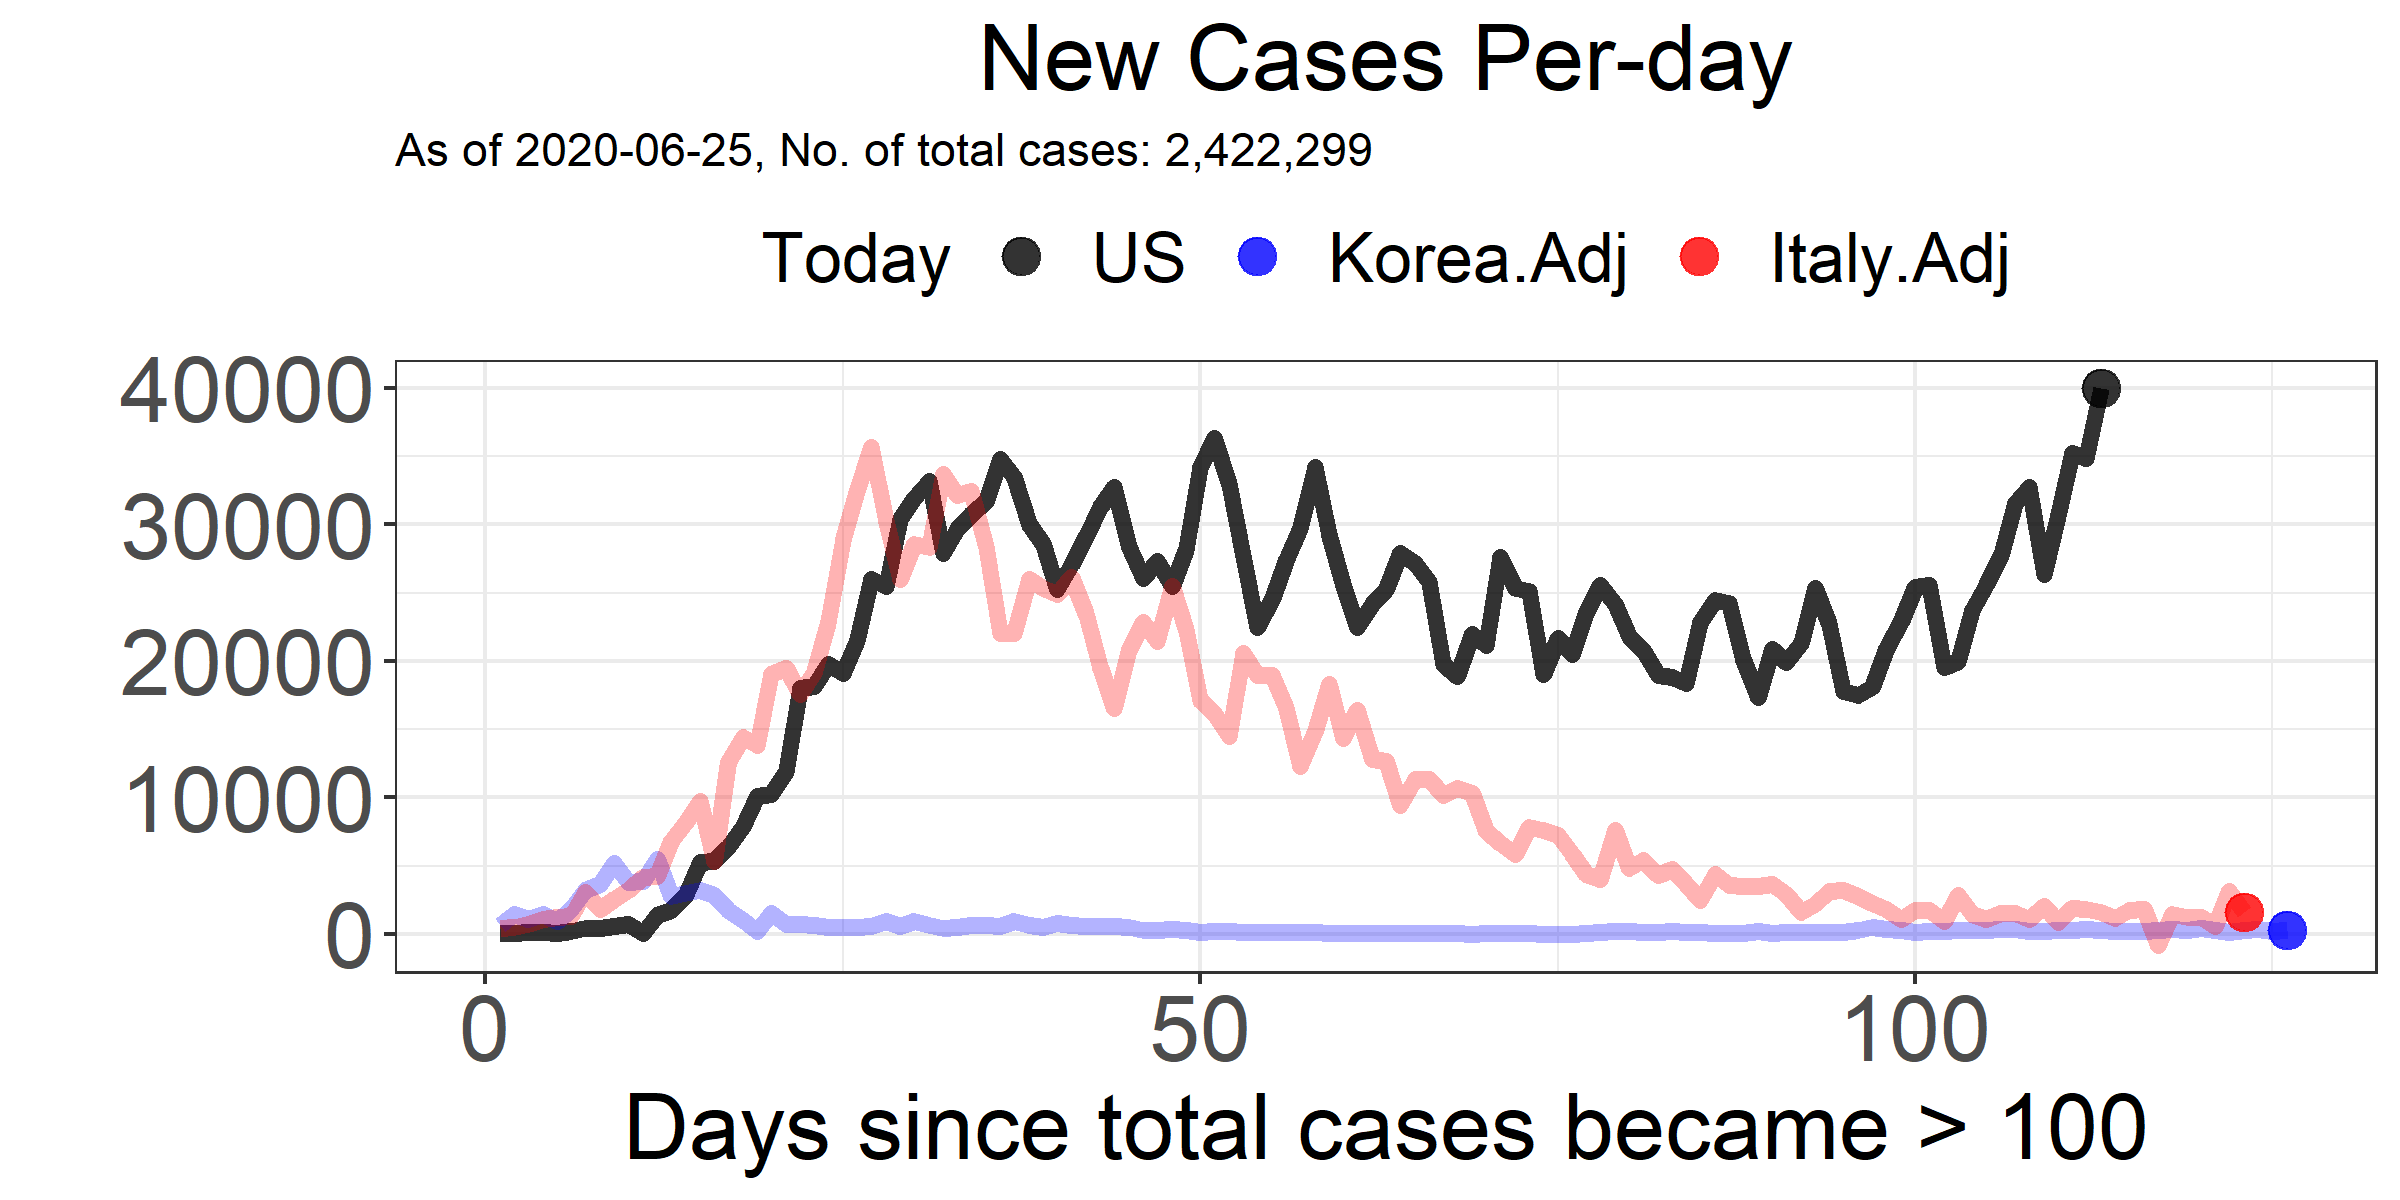 New Cases Per-day
As of 2020-06-25, No. of total cases: 2,422,299
Today US Korea.Adj Italy.Adj
40000
30000
20000
10000
0
0 50 100
Days since total cases became > 100